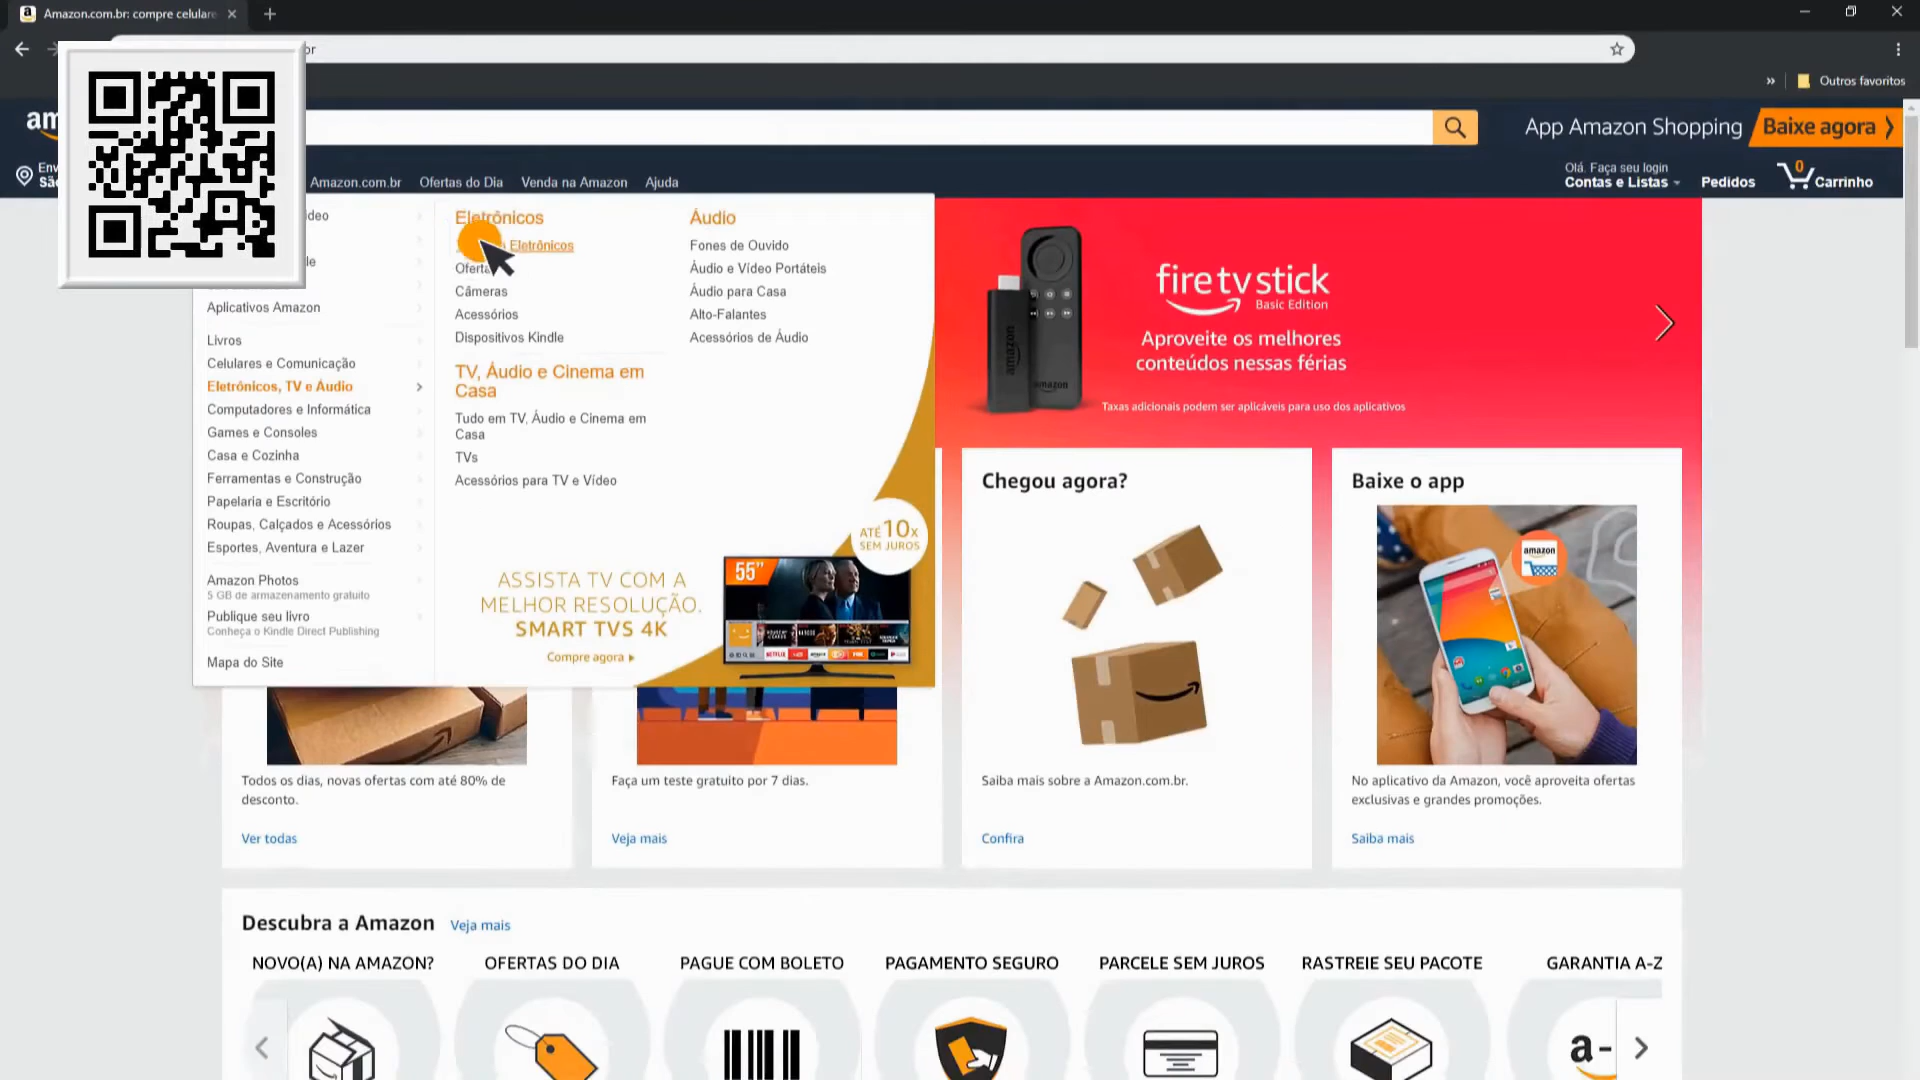 Amazon.com.br: compre celular
br
Outros favoritos
App Amazon Shopping
Baixe agora
Olá. Faça seu login
Contas e Listas
Pedidos
0
Carrinho
Amazon.com.br
Ofertas do Dia
Venda na Amazon
Ajuda
Aplicativos Amazon
Livros
Celulares e Comunicação
Eletrônicos, TV e Áudio
Computadores e Informática
Games e Consoles
Casa e Cozinha
Ferramentas e Construção
Papelaria e Escritório
Roupas, Calçados e Acessórios
Esportes, Aventura e Lazer
Amazon Photos
5 GB de armazenamento gratuito
Publique seu livro
Conheça o Kindle Direct Publishing
Mapa do Site
Eletrônicos
Eletrônicos
Oferta
Câmeras
Acessórios
Dispositivos Kindle
TV, Áudio e Cinema em
Casa
Tudo em TV, Áudio e Cinema em
Casa
TVs
Acessórios para TV e Vídeo
Áudio
Fones de Ouvido
Áudio e Vídeo Portáteis
Áudio para Casa
Alto-Falantes
Acessórios de Áudio
ASSISTA TV COM A
MELHOR RESOLUÇÃO.
SMART TVS 4K
Compre agora
ATÉ 10x
SEM JUROS
55"
amazon
amazon
fire tv stick
Basic Edition
Aproveite os melhores
conteúdos nessas férias
Taxas adicionais podem ser aplicáveis para uso dos aplicativos
Todos os dias, novas ofertas com até 80% de
desconto.
Ver todas
Faça um teste gratuito por 7 dias.
Veja mais
Chegou agora?
Saiba mais sobre a Amazon.com.br.
Confira
Baixe o app
amazon
No aplicativo da Amazon, você aproveita ofertas
exclusivas e grandes promoções.
Saiba mais
Descubra a Amazon
Veja mais
NOVO(A) NA AMAZON?
OFERTAS DO DIA
PAGUE COM BOLETO
PAGAMENTO SEGURO
PARCELE SEM JUROS
RASTREIE SEU PACOTE
GARANTIA A-Z
a-